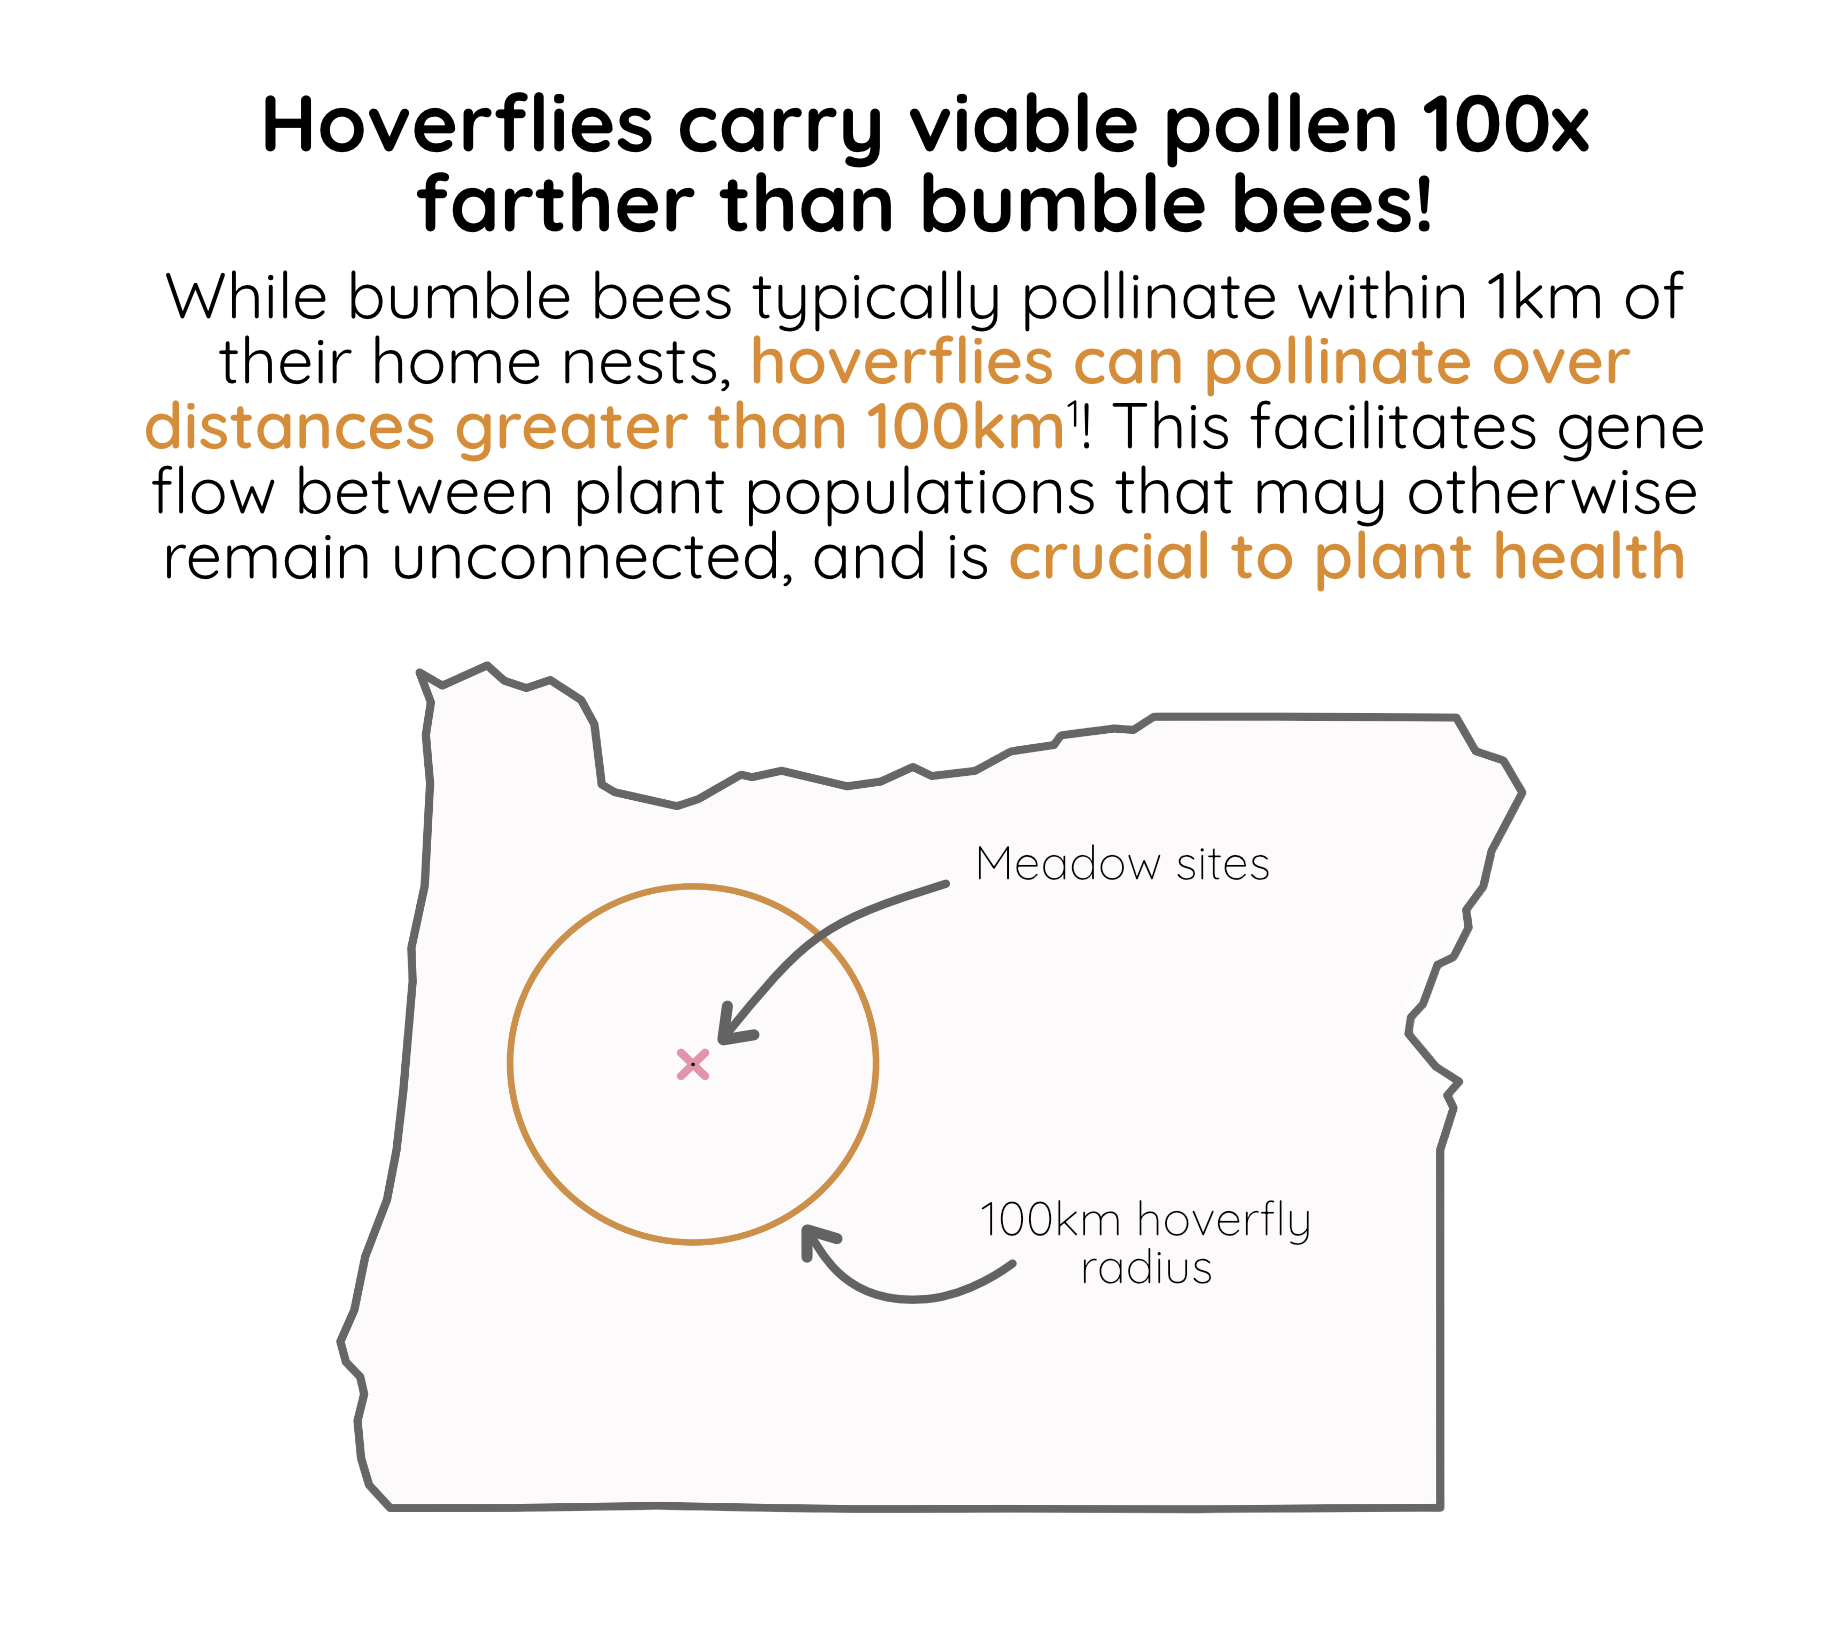 Hoverflies carry viable pollen 100x
farther than bumble bees!
While bumble bees typically pollinate within 1km of
their home nests, hoverflies can pollinate over
distances greater than 100km¹! This facilitates gene
flow between plant populations that may otherwise
remain unconnected, and is crucial to plant health
Meadow sites
100km hoverfly
radius